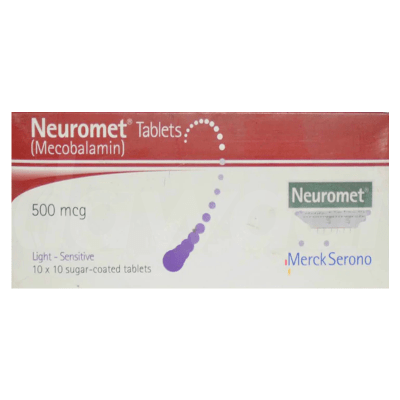 Neuromet® Tablets
(Mecobalamin)
500 mcg
Neuromet®
Light - Sensitive
10 x 10 sugar-coated tablets
Merck Serono